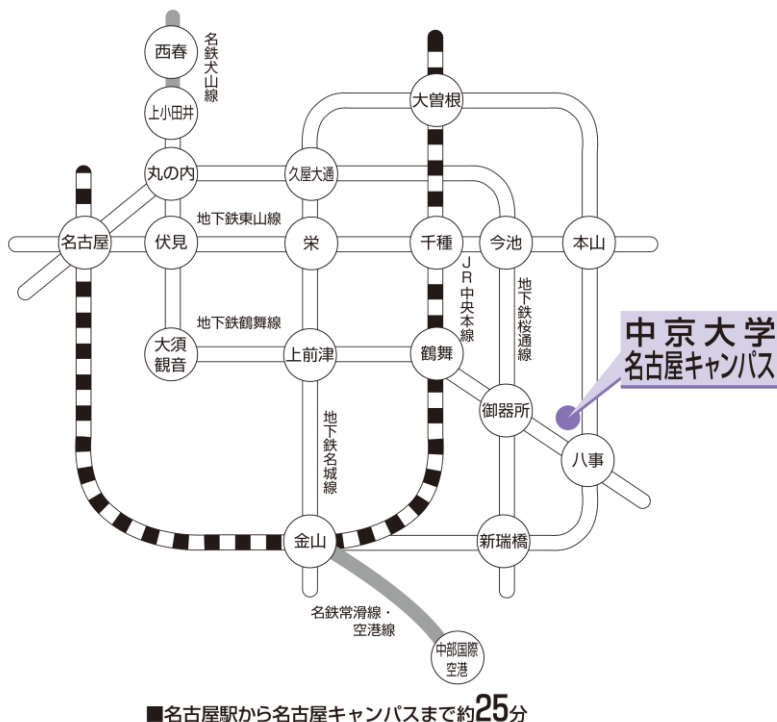 西春
名鉄犬山線
上小田井
大曽根
丸の内
久屋大通
地下鉄東山線
名古屋
伏見
栄
千種
今池
本山
JR中央本線
地下鉄桜通線
地下鉄鶴舞線
大須
観音
上前津
鶴舞
中京大学
名古屋キャンパス
御器所
八事
地下鉄名城線
金山
新瑞橋
名鉄常滑線・
空港線
中部国際
空港
■名古屋駅から名古屋キャンパスまで約25分